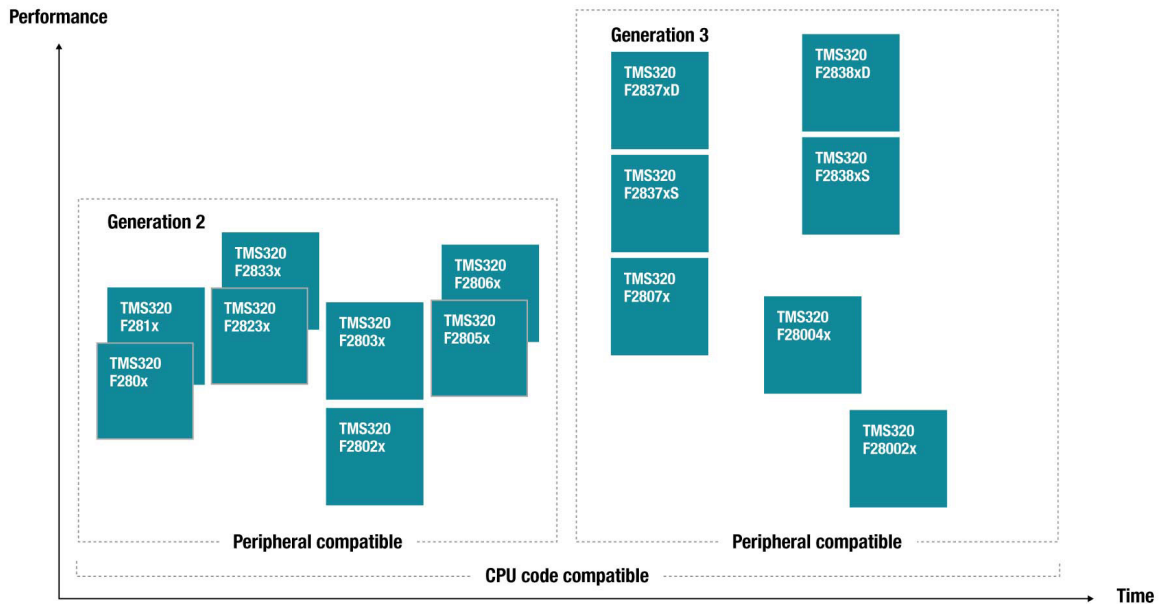 Performance
Generation 3
TMS320
F2837xD
TMS320
F2838xD
TMS320
F2837xS
TMS320
F2838xS
Generation 2
TMS320
F2833x
TMS320
F2806x
TMS320
F2807x
TMS320
F281x
TMS320
F2823x
TMS320
F2803x
TMS320
F2805x
TMS320
F28004x
TMS320
F280x
TMS320
F2802x
TMS320
F28002x
Peripheral compatible
Peripheral compatible
CPU code compatible
Time